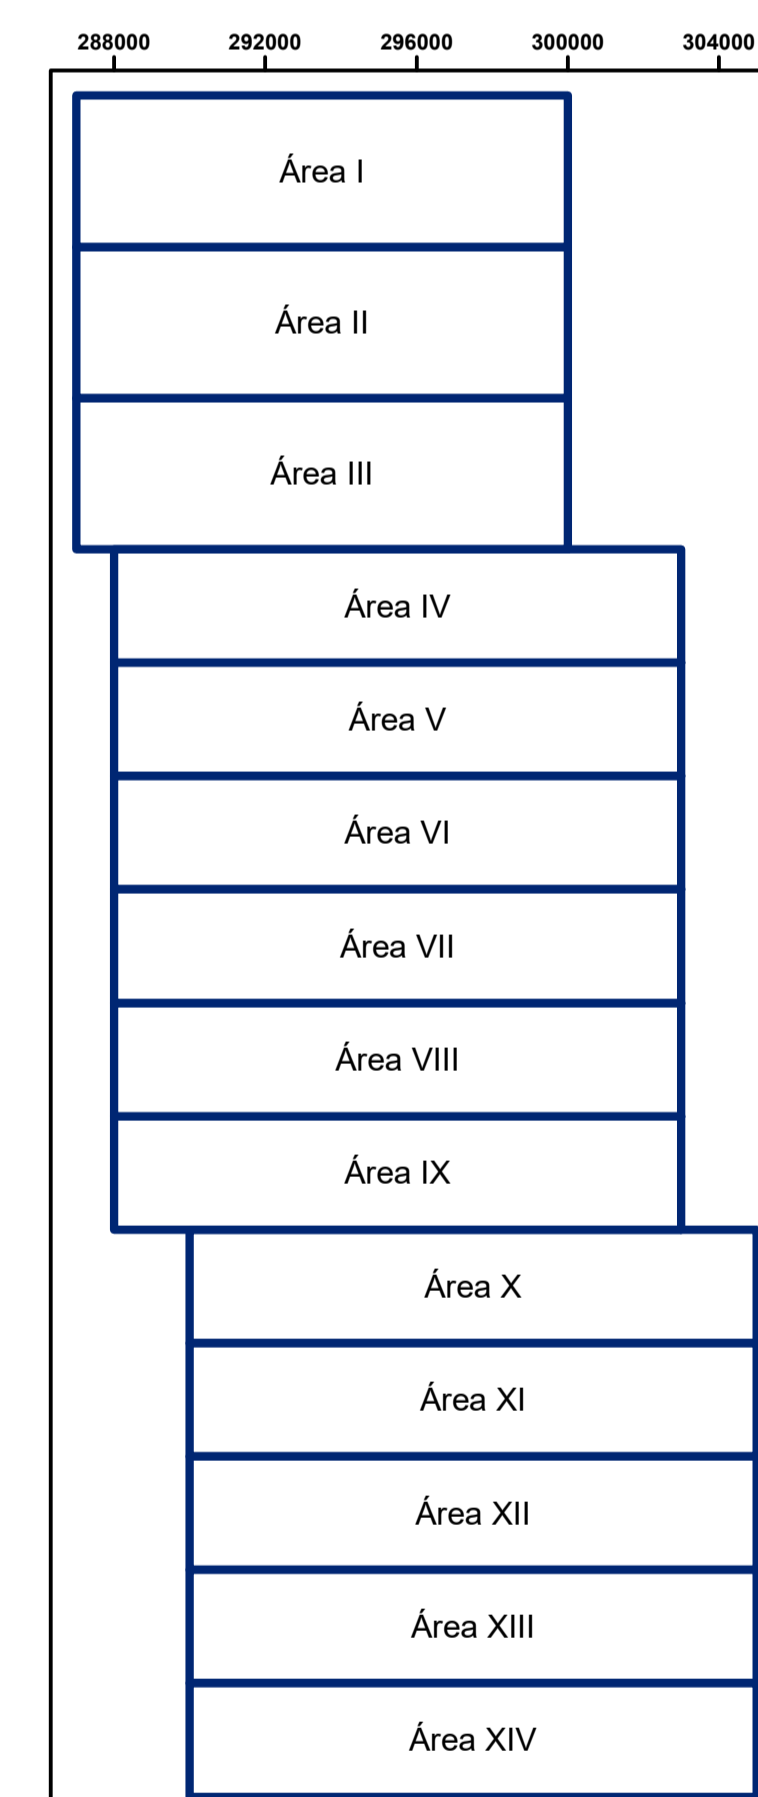 288000 292000 296000 300000 304000
Área I
Área II
Área III
Área IV
Área V
Área VI
Área VII
Área VIII
Área IX
Área X
Área XI
Área XII
Área XIII
Área XIV